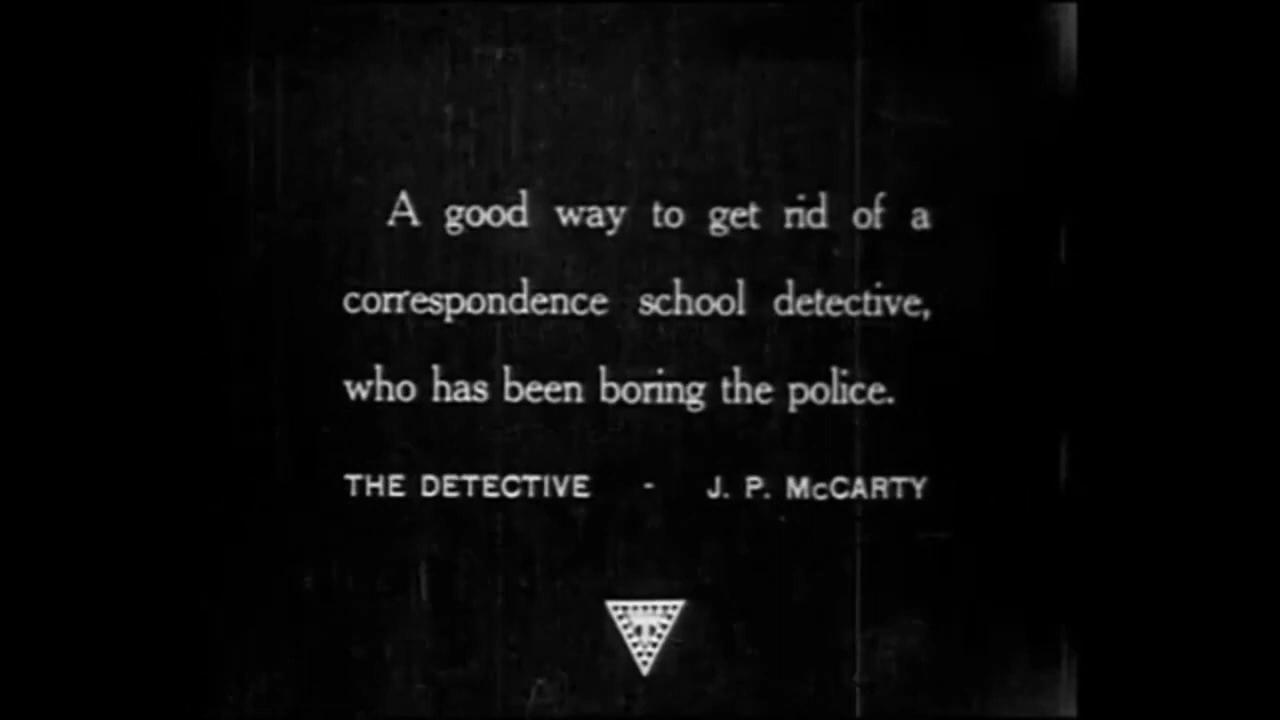 A good way to get rid of a
correspondence school detective,
who has been boring the police.
THE DETECTIVE - J. P. McCARTY
T